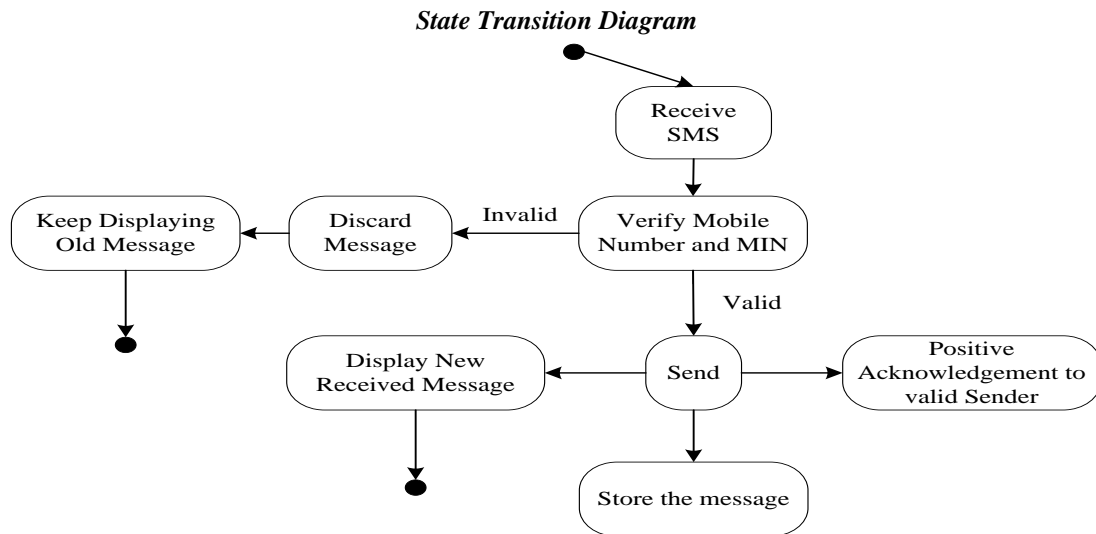 State Transition Diagram
Receive
SMS
Keep Displaying
Old Message
Discard
Message
Invalid
Verify Mobile
Number and MIN
Valid
Display New
Received Message
Send
Positive
Acknowledgement to
valid Sender
Store the message